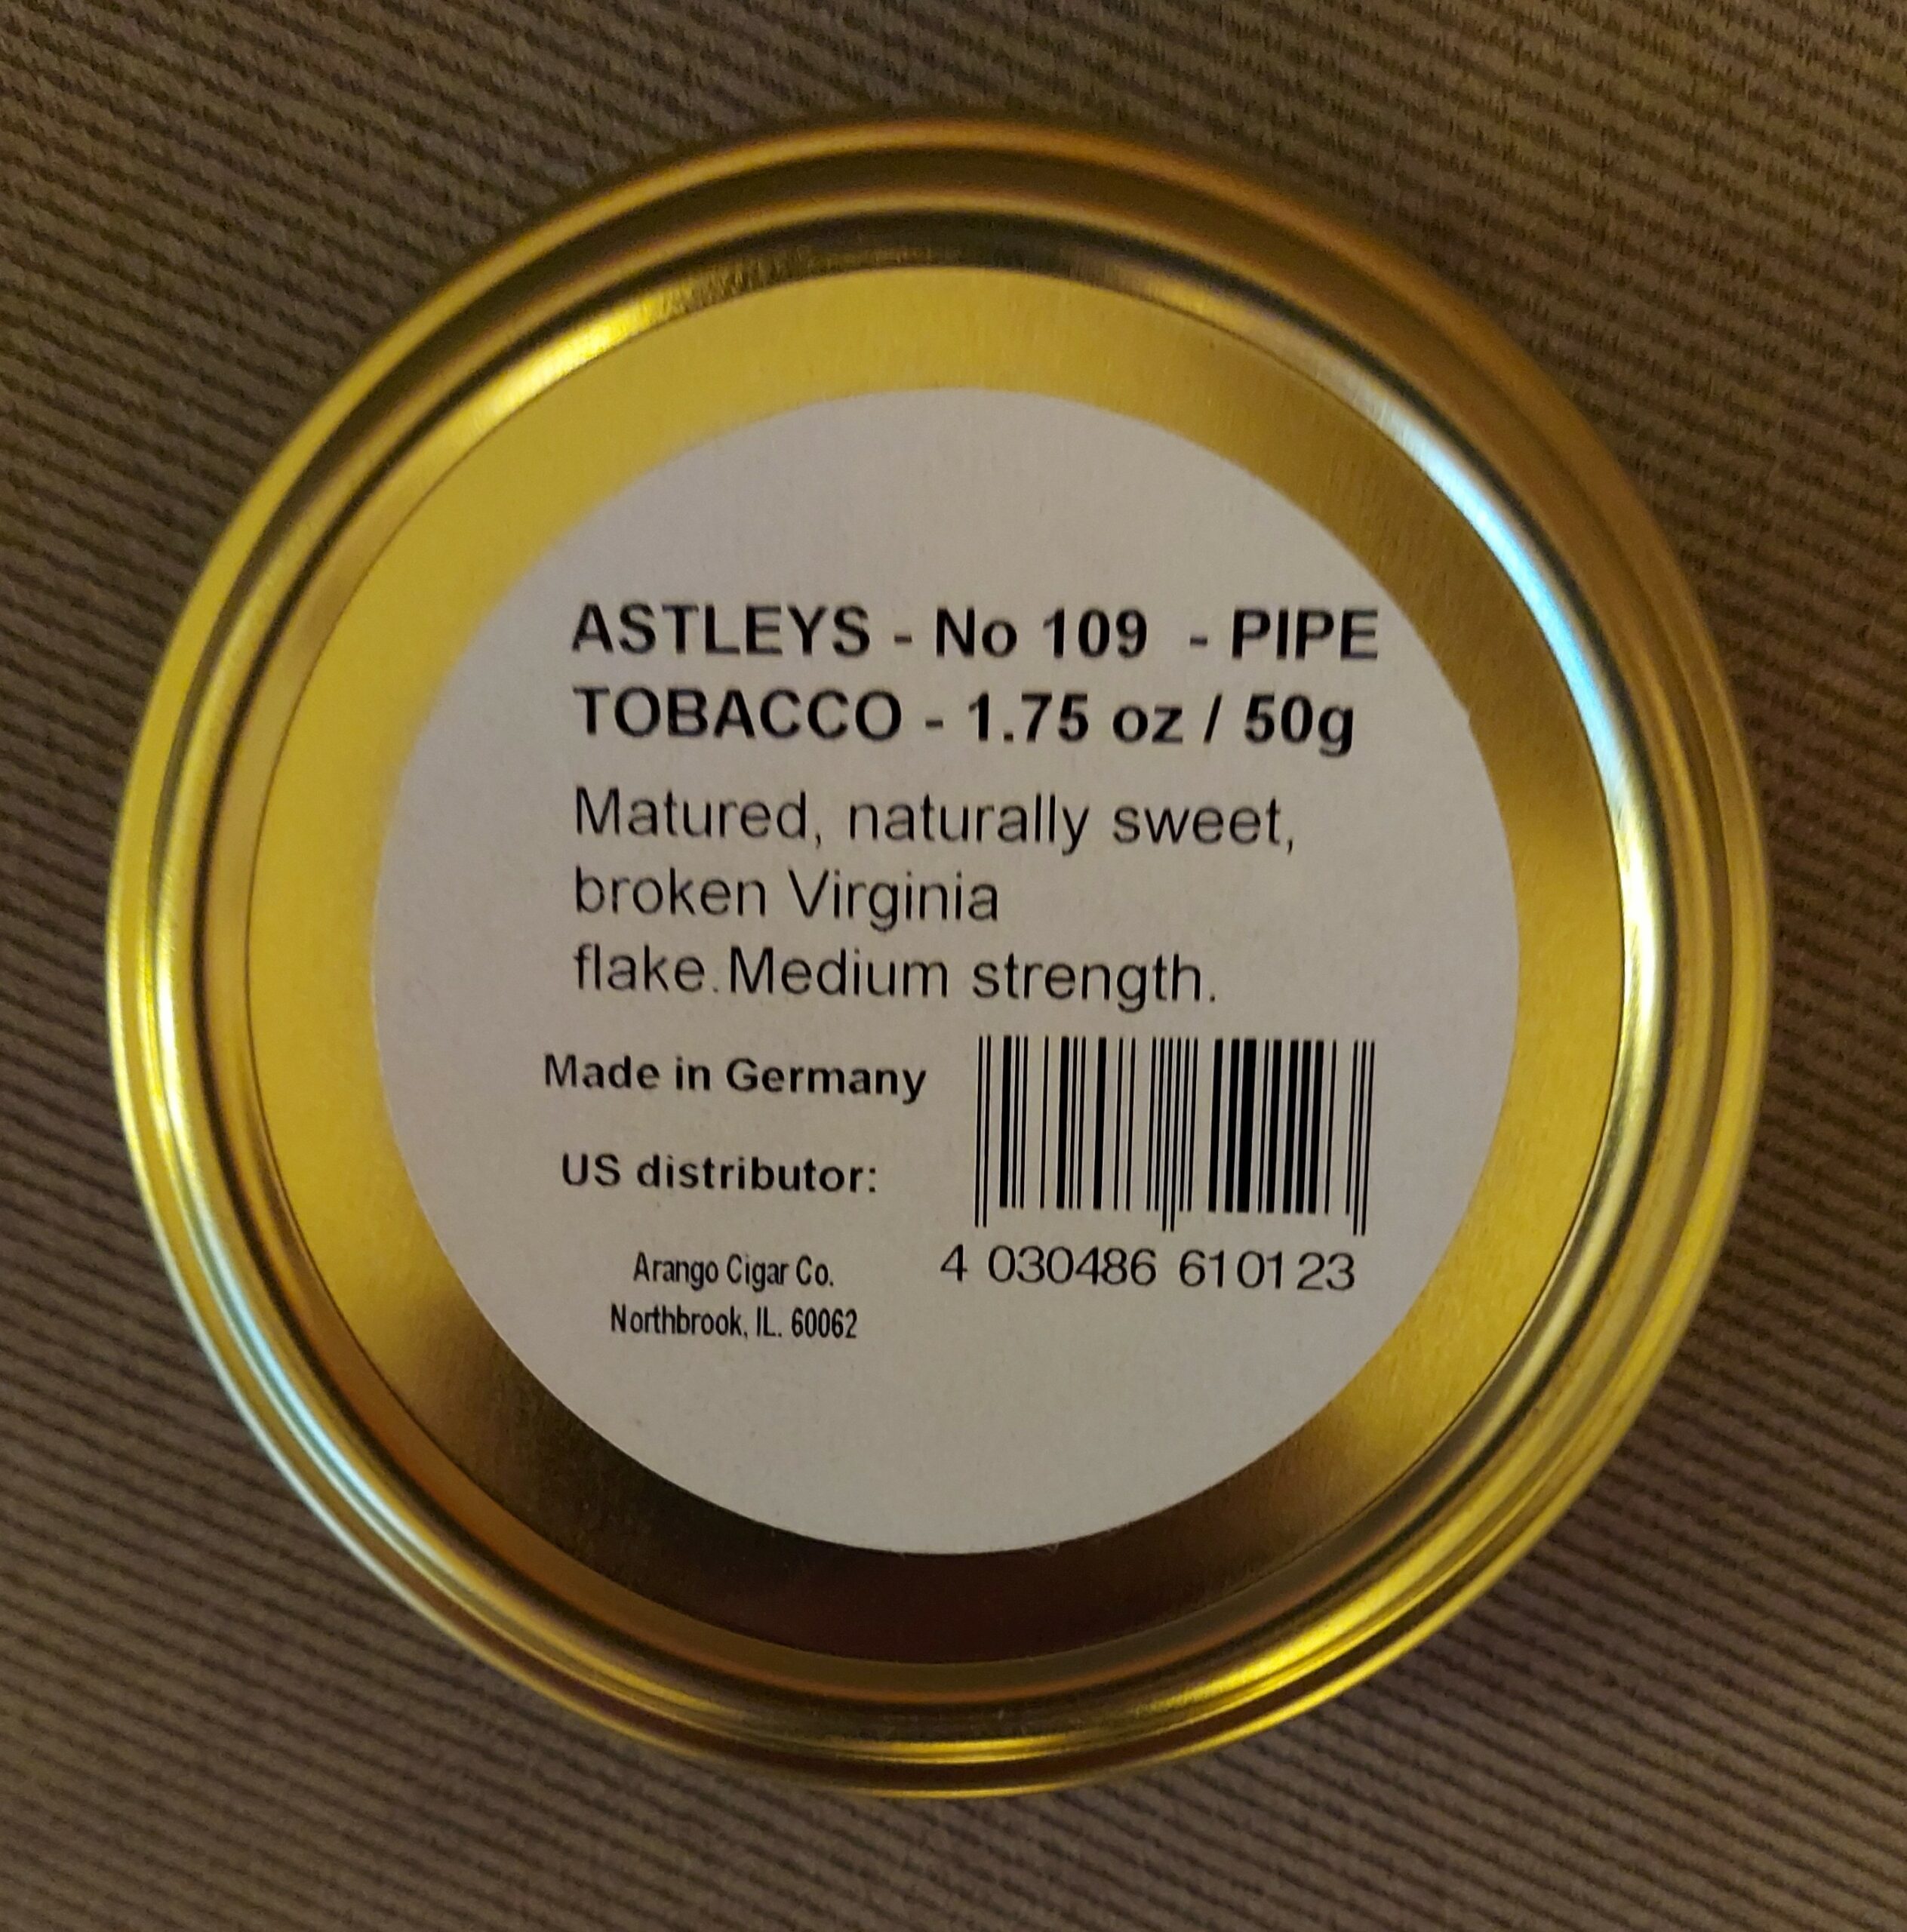 ASTLEYS - No 109 - PIPE
TOBACCO - 1.75 oz / 50g
Matured, naturally sweet,
broken Virginia
flake.Medium strength.
Made in Germany
US distributor:
Arango Cigar Co.
Northbrook, IL. 60062
4 030486 610123